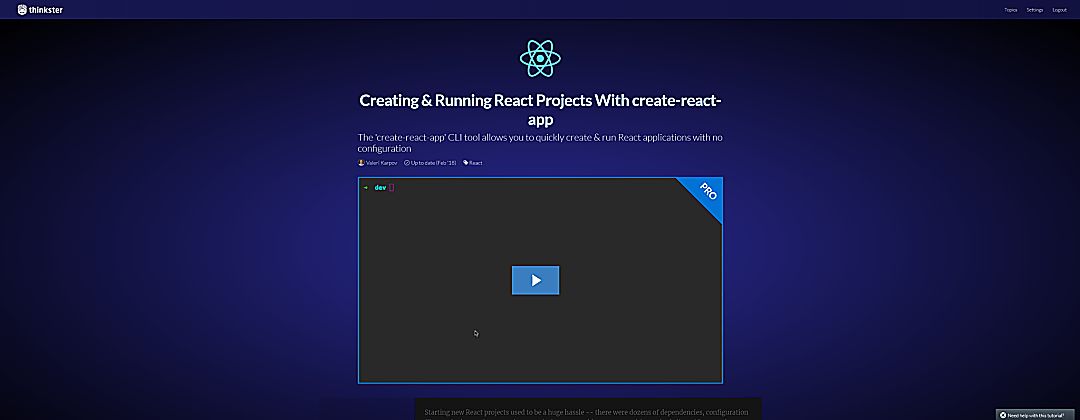 thinkster
Topics Settings Logout
Creating & Running React Projects With create-react-
app
The 'create-react-app' CLI tool allows you to quickly create & run React applications with no
configuration
Valeri Karpov Up to date (Feb '18) React
→ dev
PRO
Starting new React projects used to be a huge hassle -- there were dozens of dependencies, configuration
Need help with this tutorial?